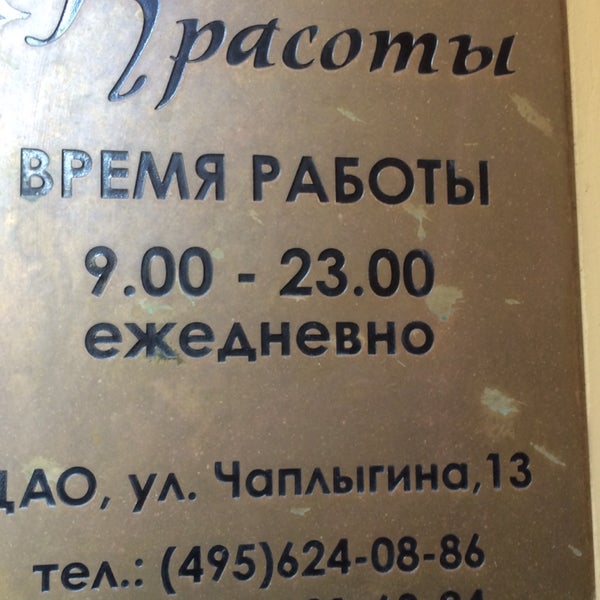 Красоты
ВРЕМЯ РАБОТЫ
9.00 - 23.00
ежедневно
ЦАО, ул. Чаплыгина,13
тел.: (495)624-08-86